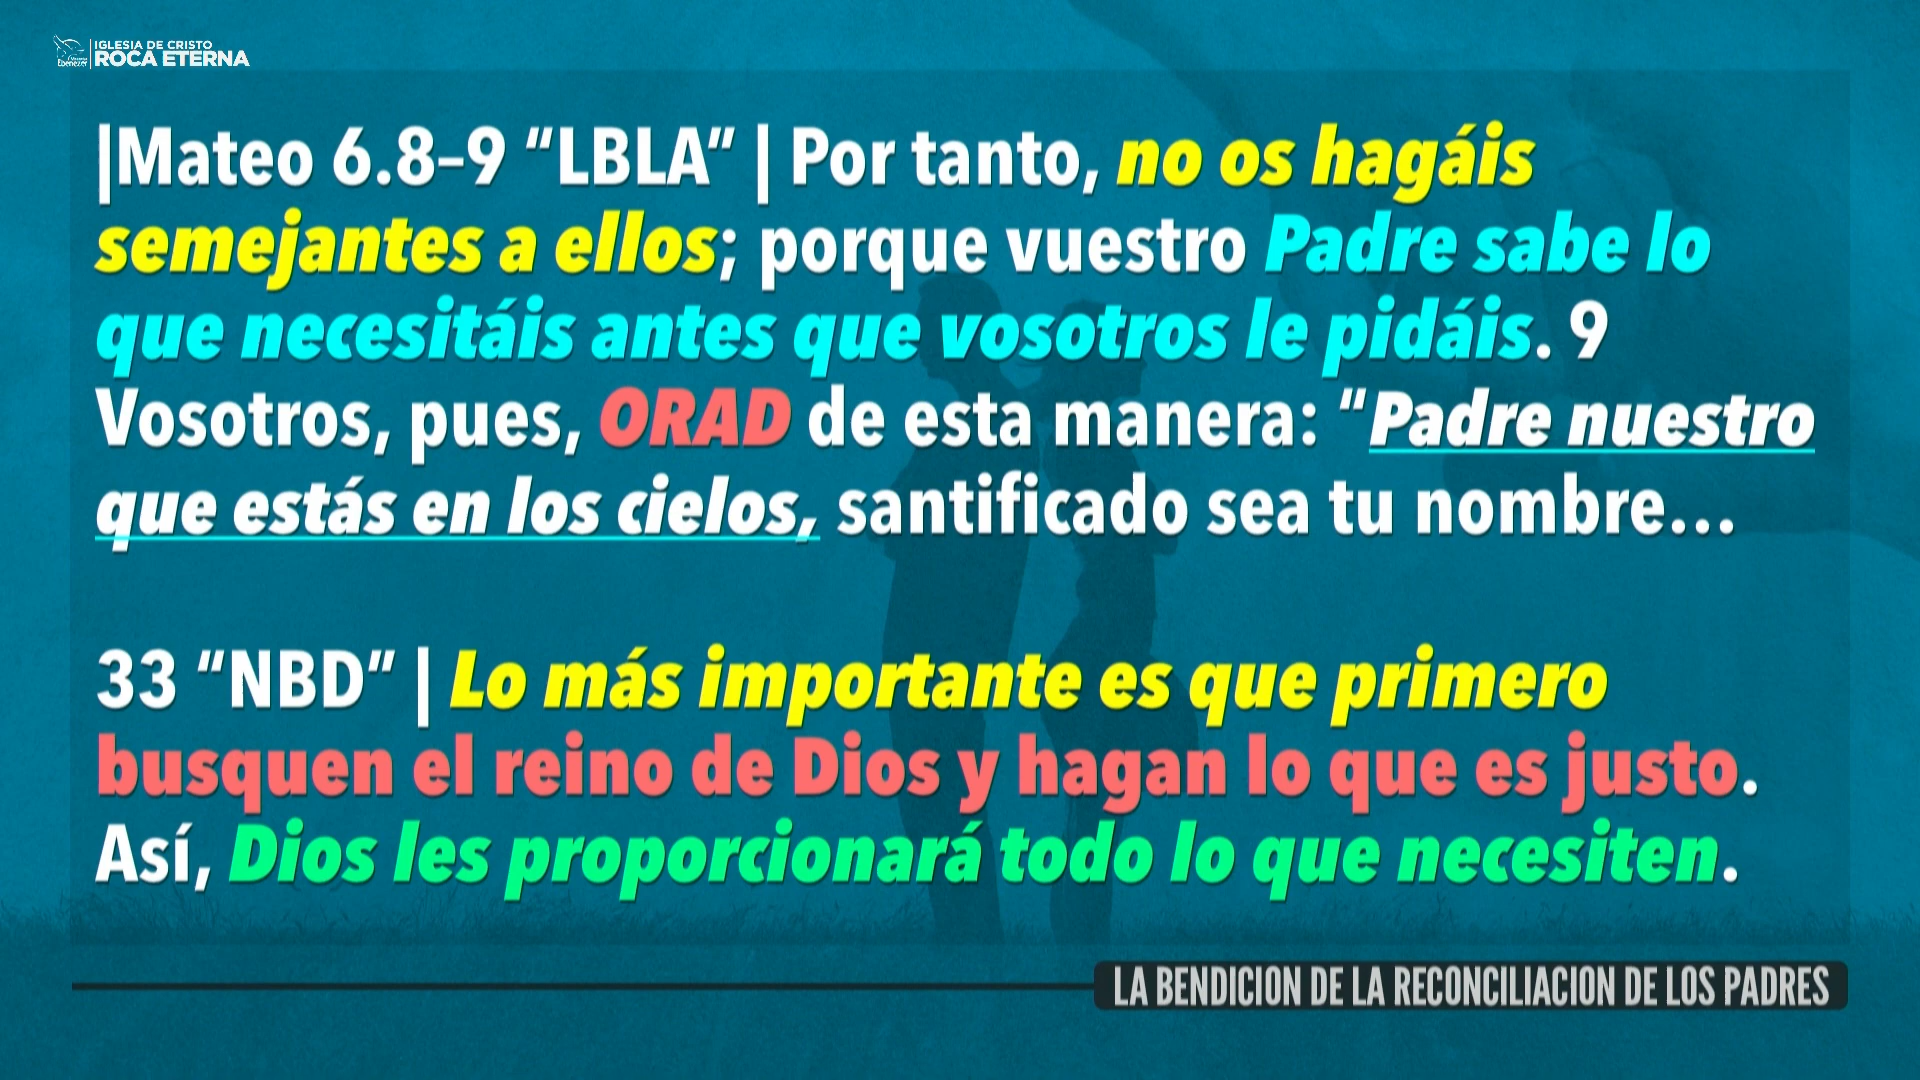 IGLESIA DE CRISTO
ROCA ETERNA
Ebenezer
|Mateo 6.8–9 “LBLA” | Por tanto, no os hagáis
semejantes a ellos; porque vuestro Padre sabe lo
que necesitáis antes que vosotros le pidáis. 9
Vosotros, pues, ORAD de esta manera: “Padre nuestro
que estás en los cielos, santificado sea tu nombre…
33 “NBD” | Lo más importante es que primero
busquen el reino de Dios y hagan lo que es justo.
Así, Dios les proporcionará todo lo que necesiten.
LA BENDICION DE LA RECONCILIACION DE LOS PADRES